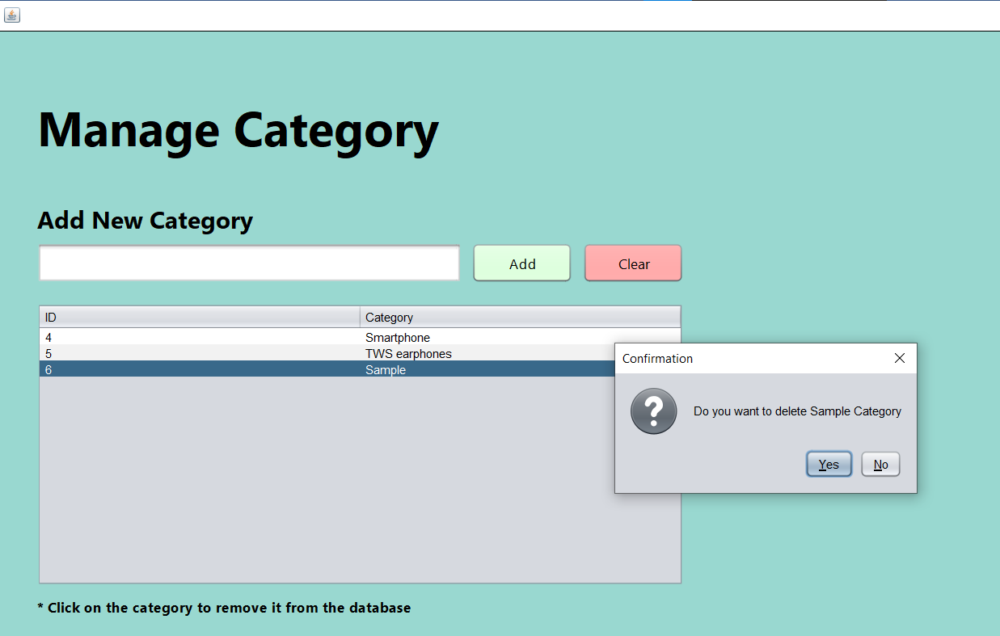 Manage Category
Add New Category
Add Clear
ID Category
4 Smartphone
5 TWS earphones
6 Sample
Confirmation
Do you want to delete Sample Category
Yes No
* Click on the category to remove it from the database